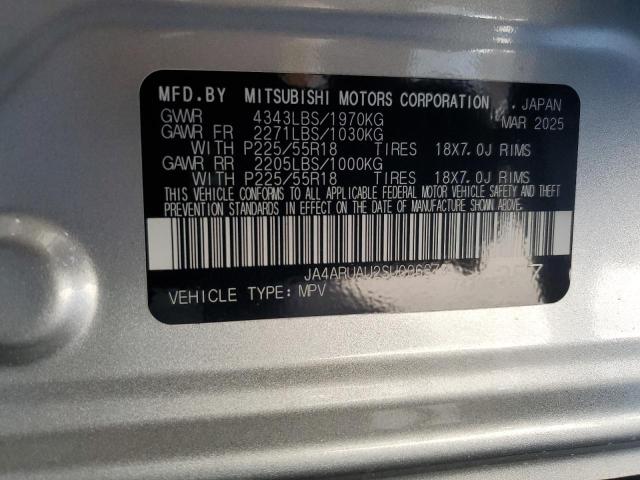 MFD.BY MITSUBISHI MOTORS CORPORATION , JAPAN
GVWR 4343LBS/1970KG MAR 2025
GAWR FR 2271LBS/1030KG
WITH P225/55R18 TIRES 18X7.0J RIMS
GAWR RR 2205LBS/1000KG
WITH P225/55R18 TIRES 18X7.0J RIMS
THIS VEHICLE CONFORMS TO ALL APPLICABLE FEDERAL MOTOR VEHICLE SAFETY AND THEFT
PREVENTION STANDARDS IN EFFECT ON THE DATE OF MANUFACTURE SHOWN ABOVE.
VEHICLE TYPE: MPV